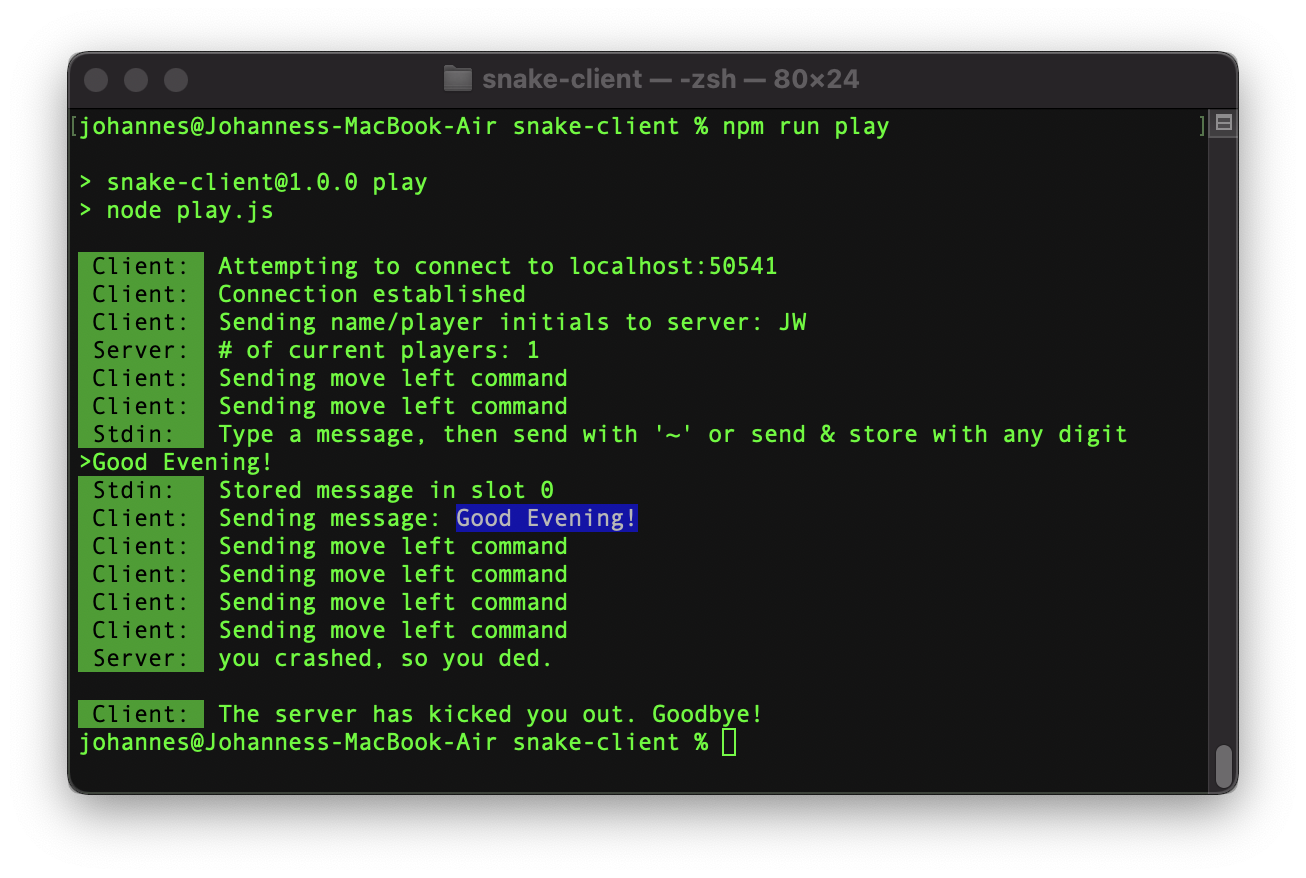 snake-client — -zsh — 80×24
[johannes@Johanness-MacBook-Air snake-client % npm run play ]
> snake-client@1.0.0 play
> node play.js
Client: Attempting to connect to localhost:50541
Client: Connection established
Client: Sending name/player initials to server: JW
Server: # of current players: 1
Client: Sending move left command
Client: Sending move left command
Stdin: Type a message, then send with '~' or send & store with any digit
>Good Evening!
Stdin: Stored message in slot 0
Client: Sending message: Good Evening!
Client: Sending move left command
Client: Sending move left command
Client: Sending move left command
Client: Sending move left command
Server: you crashed, so you ded.
Client: The server has kicked you out. Goodbye!
johannes@Johanness-MacBook-Air snake-client %